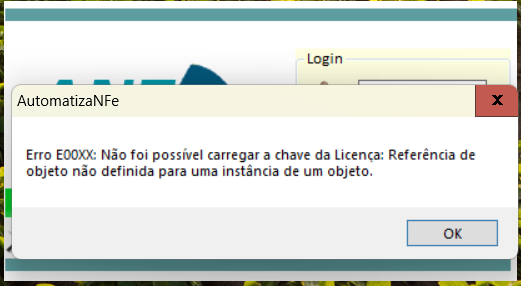 Login
AutomatizaNFe
Erro E00XX: Não foi possível carregar a chave da Licença: Referência de
objeto não definida para uma instância de um objeto.
OK